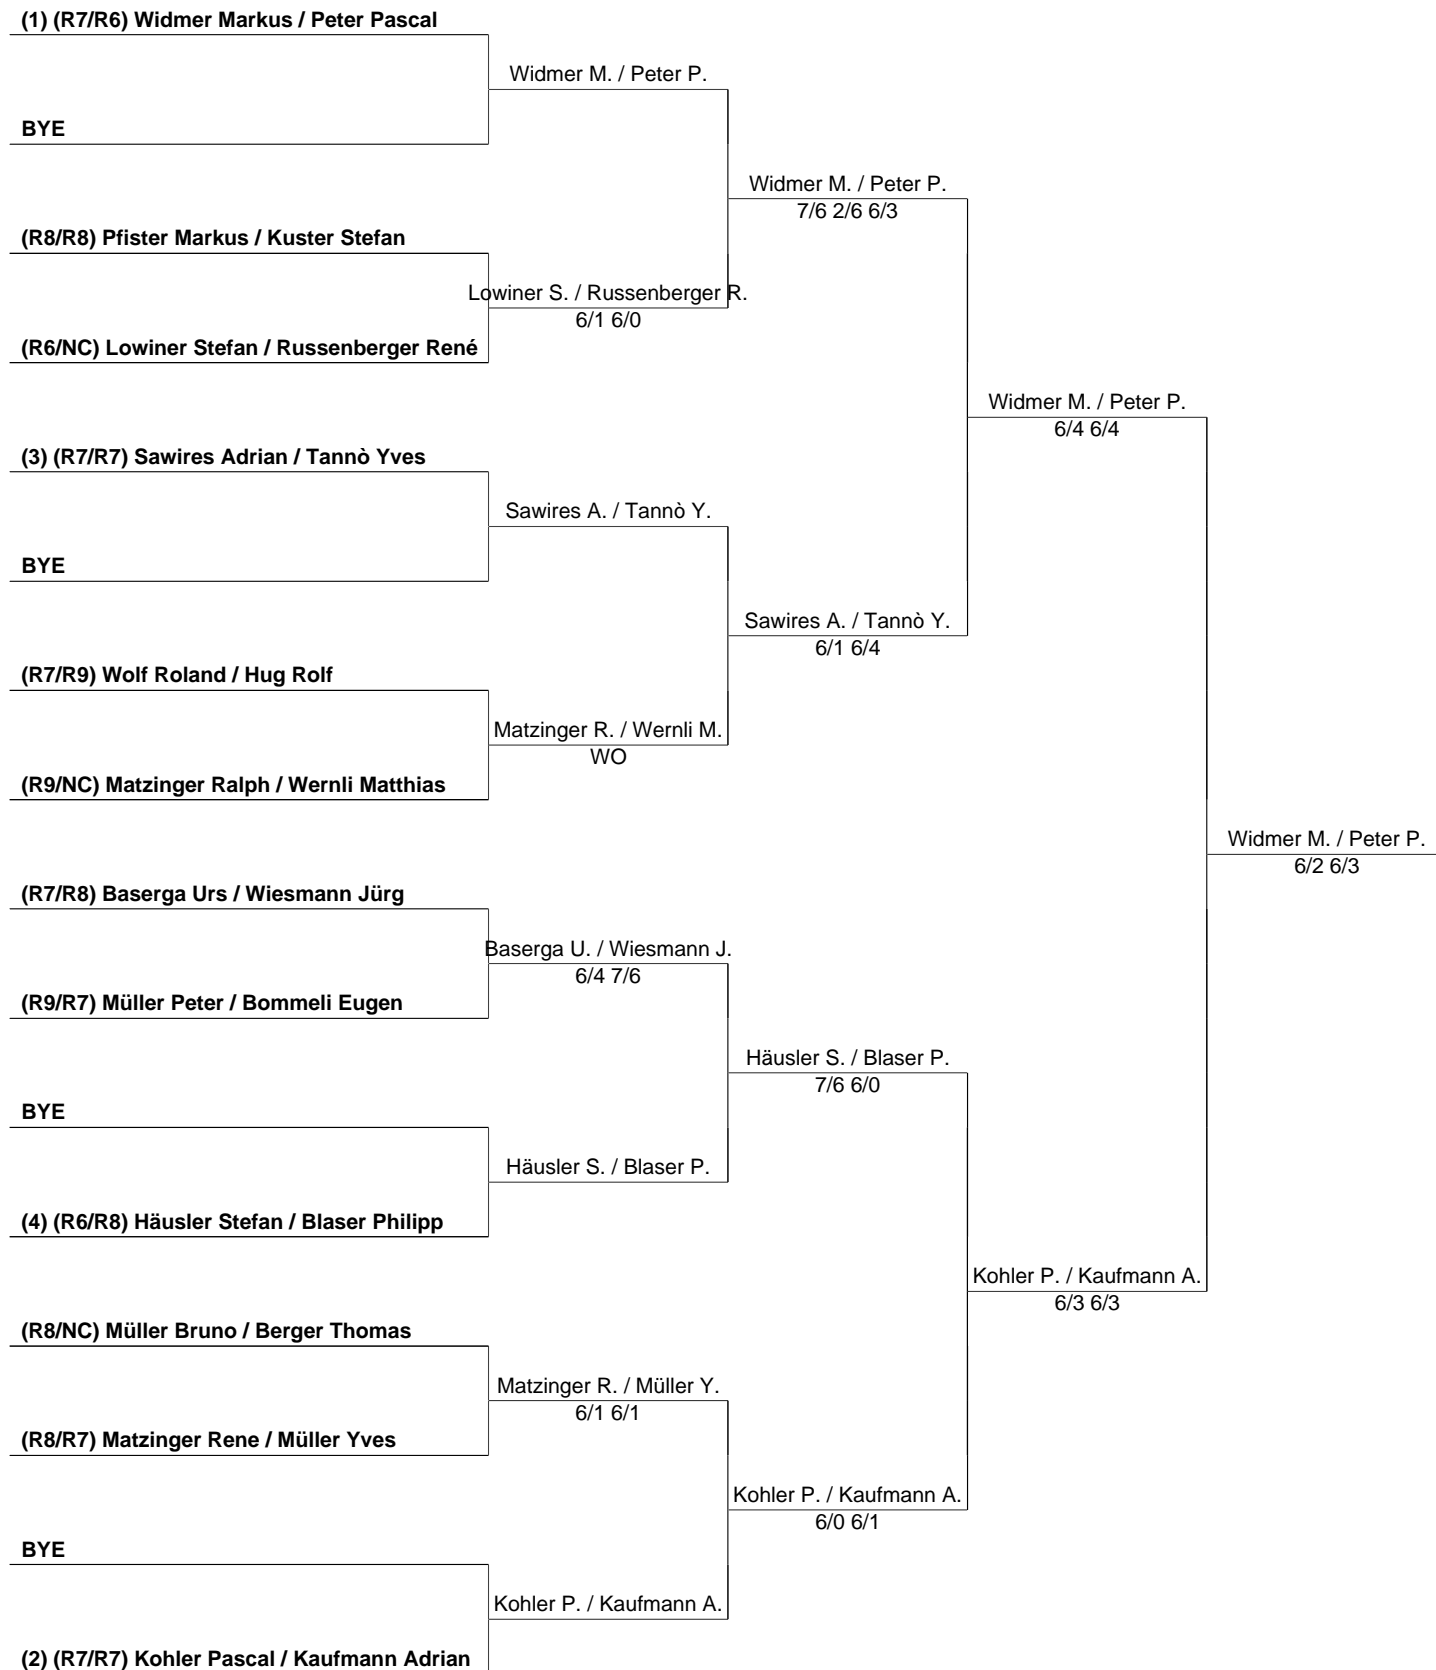 (1) (R7/R6) Widmer Markus / Peter Pascal
Widmer M. / Peter P.
BYE
Widmer M. / Peter P.
7/6 2/6 6/3
(R8/R8) Pfister Markus / Kuster Stefan
Lowiner S. / Russenberger R.
6/1 6/0
(R6/NC) Lowiner Stefan / Russenberger René
Widmer M. / Peter P.
6/4 6/4
(3) (R7/R7) Sawires Adrian / Tannò Yves
Sawires A. / Tannò Y.
BYE
Sawires A. / Tannò Y.
6/1 6/4
(R7/R9) Wolf Roland / Hug Rolf
Matzinger R. / Wernli M.
WO
(R9/NC) Matzinger Ralph / Wernli Matthias
Widmer M. / Peter P.
6/2 6/3
(R7/R8) Baserga Urs / Wiesmann Jürg
Baserga U. / Wiesmann J.
6/4 7/6
(R9/R7) Müller Peter / Bommeli Eugen
Häusler S. / Blaser P.
7/6 6/0
BYE
Häusler S. / Blaser P.
(4) (R6/R8) Häusler Stefan / Blaser Philipp
Kohler P. / Kaufmann A.
6/3 6/3
(R8/NC) Müller Bruno / Berger Thomas
Matzinger R. / Müller Y.
6/1 6/1
(R8/R7) Matzinger Rene / Müller Yves
Kohler P. / Kaufmann A.
6/0 6/1
BYE
Kohler P. / Kaufmann A.
(2) (R7/R7) Kohler Pascal / Kaufmann Adrian